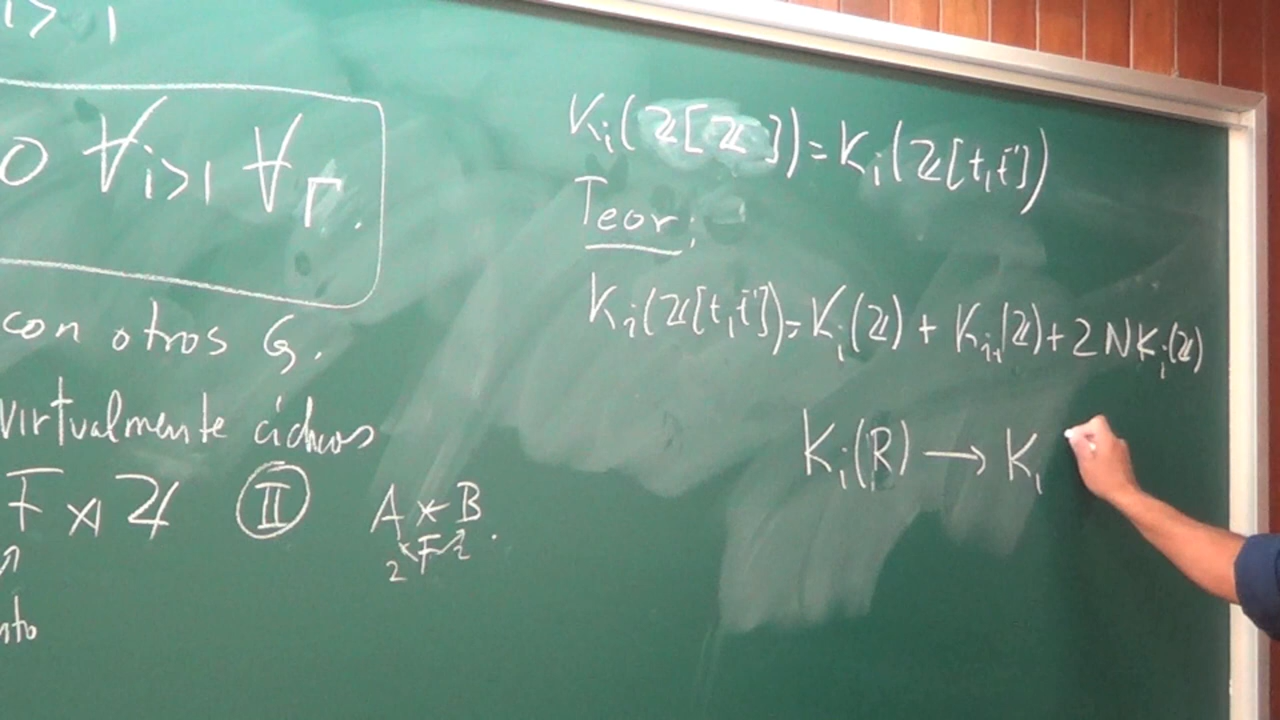 i > 1
0 ∀i>1 ∀Γ.
con otros G.
virtualmente cíclicos
F ⋊ ℤ II A *F B.
2 2
nto
Ki(ℤ[ℤ]) = Ki(ℤ[t,t⁻¹])
Teor:
Ki(ℤ[t,t⁻¹]) = Ki(ℤ) + Ki-1(ℤ) + 2NKi(ℤ)
Ki(R) → Ki